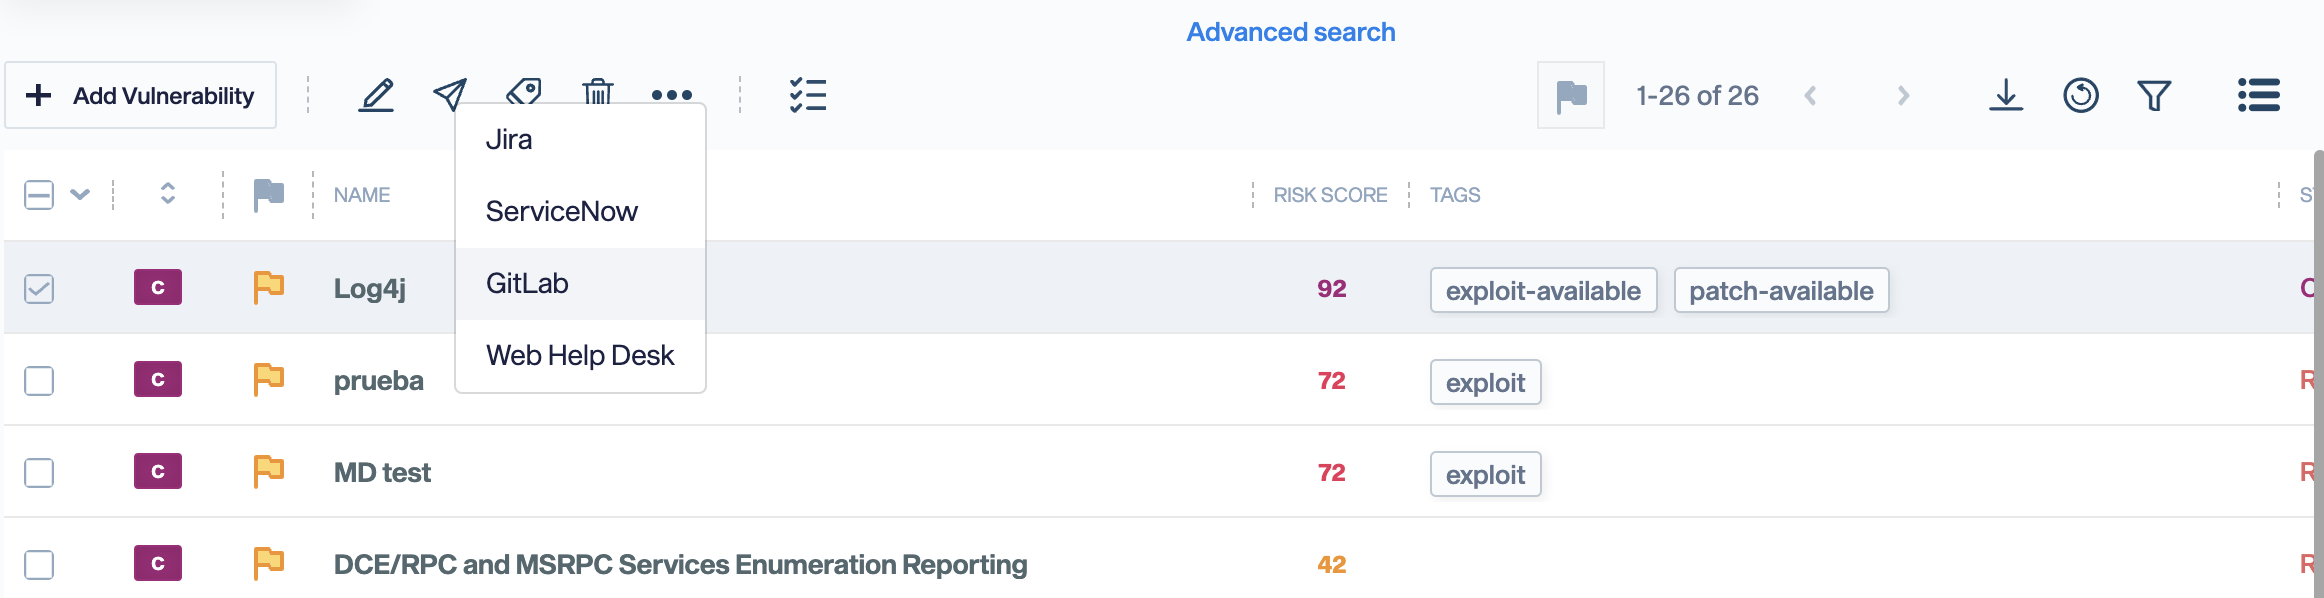 Advanced search
Add Vulnerability
1-26 of 26
Jira
ServiceNow
GitLab
Web Help Desk
NAME RISK SCORE TAGS
C Log4j 92 exploit-available patch-available
C prueba 72 exploit
C MD test 72 exploit
C DCE/RPC and MSRPC Services Enumeration Reporting 42